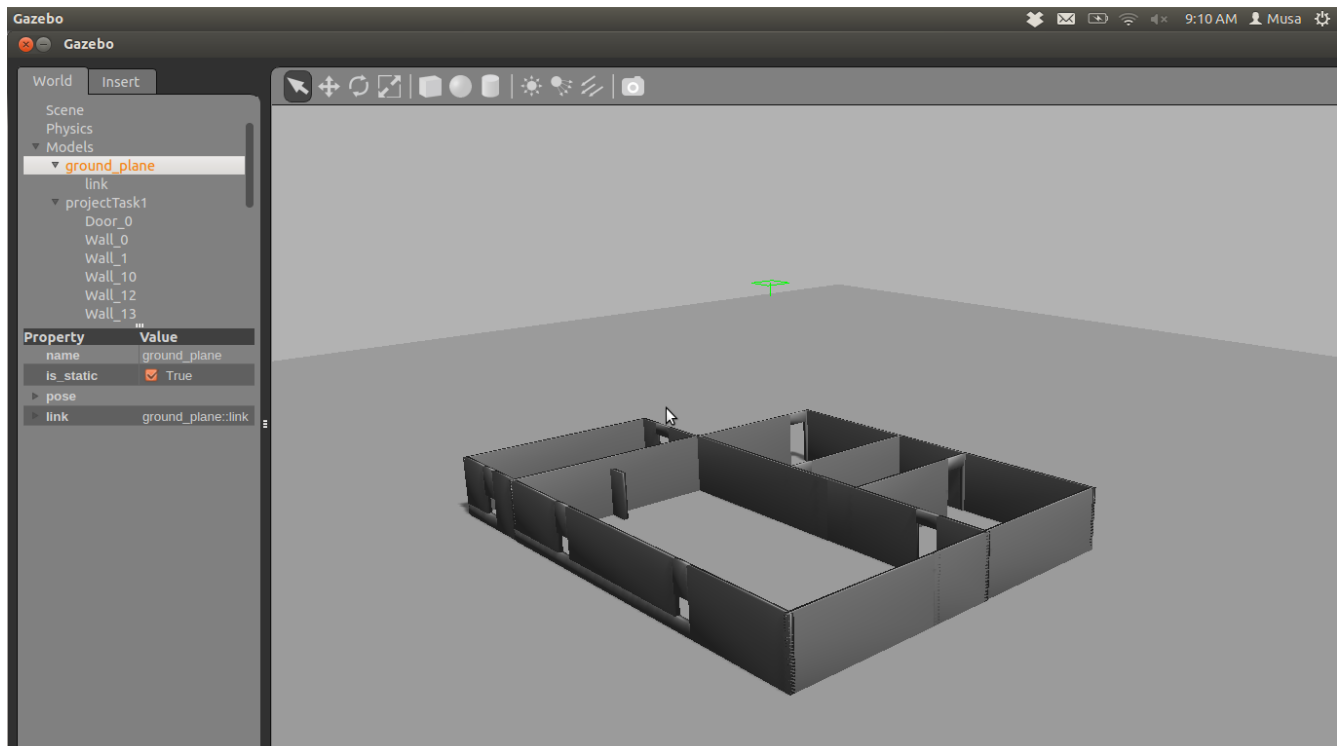 Gazebo
9:10 AM Musa
Gazebo
World Insert
Scene
Physics
Models
ground_plane
link
projectTask1
Door_0
Wall_0
Wall_1
Wall_10
Wall_12
Wall_13
Property Value
name ground_plane
is_static True
pose
link ground_plane::link